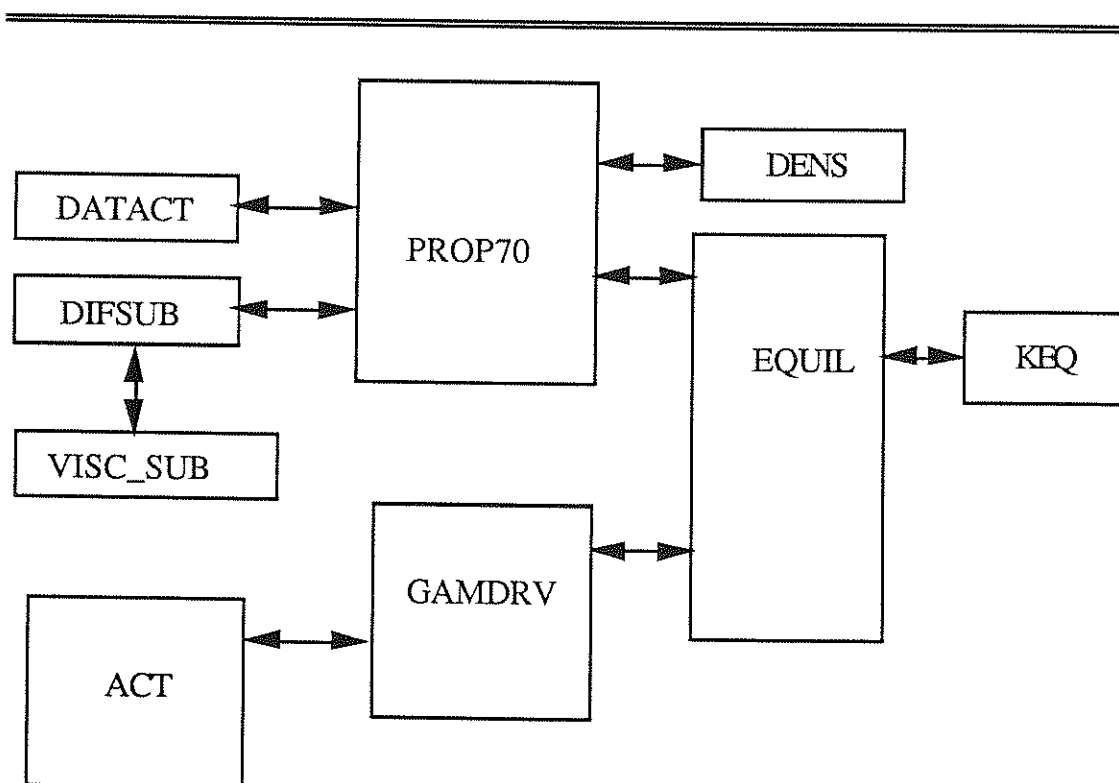 DENS
DATACT
PROP70
DIFSUB
EQUIL
KEQ
VISC_SUB
GAMDRV
ACT